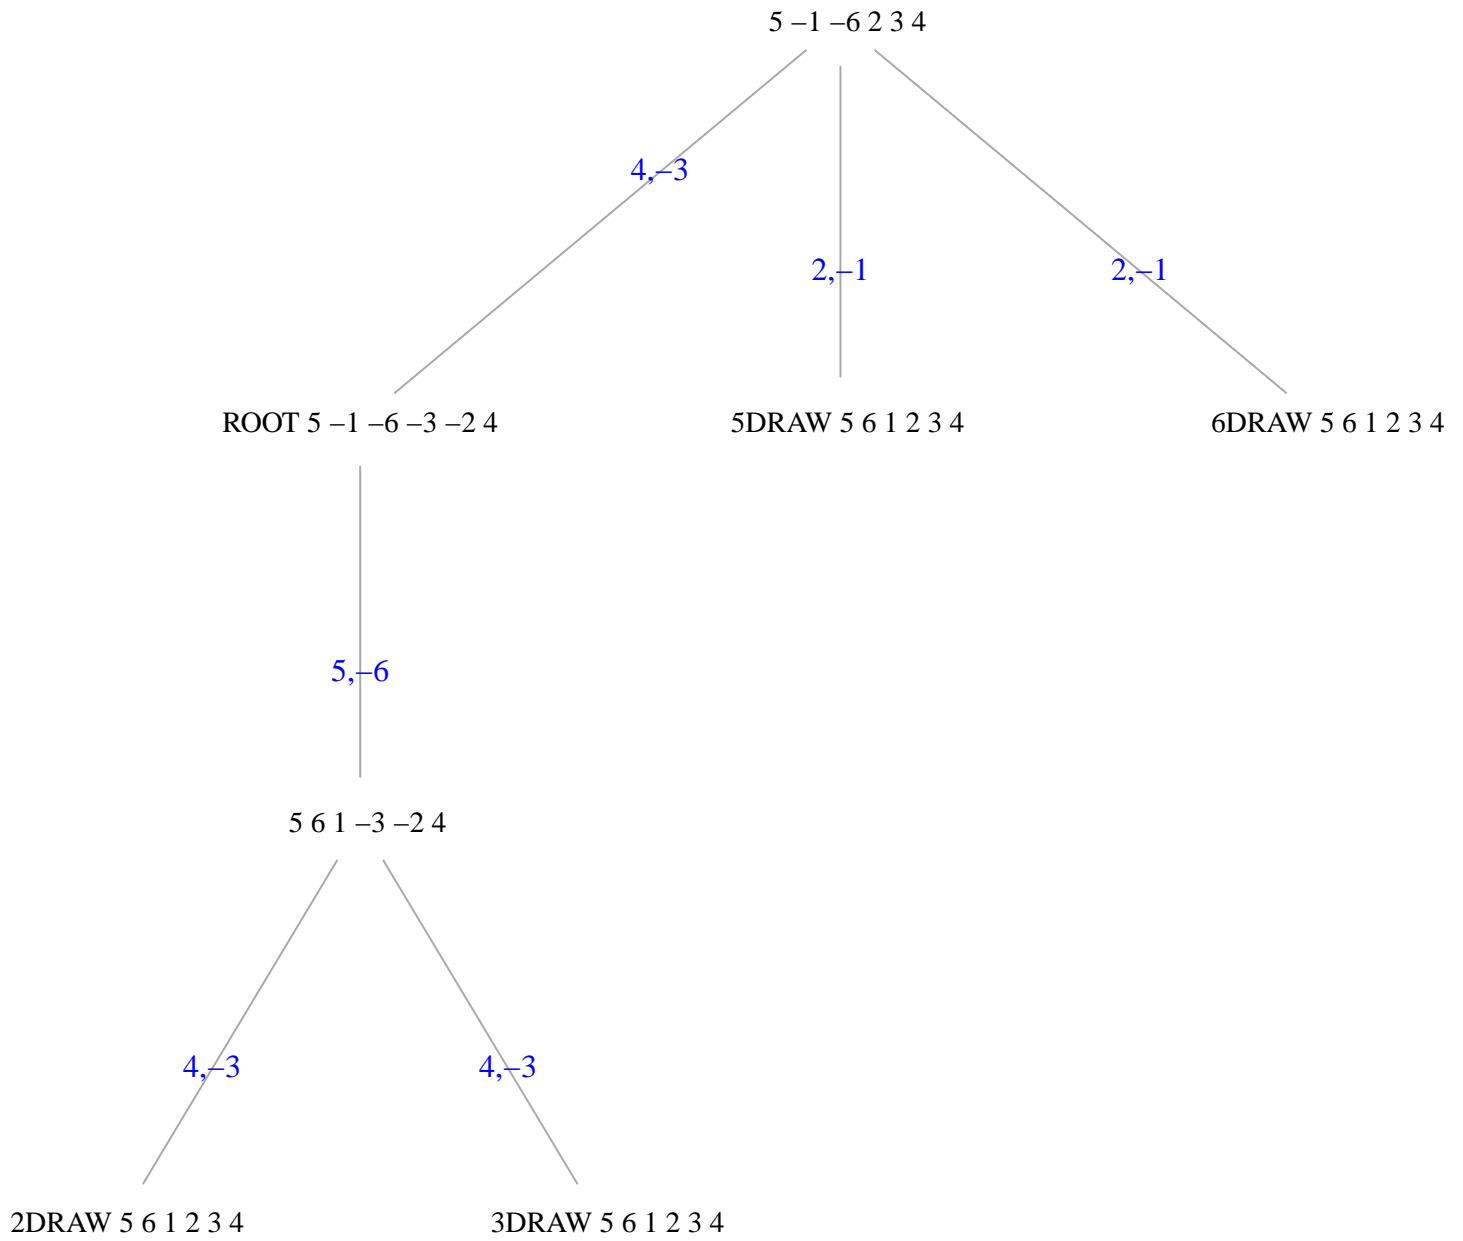 5 –1 –6 2 3 4
4,–3
2,–1
2,–1
ROOT 5 –1 –6 –3 –2 4
5DRAW 5 6 1 2 3 4
6DRAW 5 6 1 2 3 4
5,–6
5 6 1 –3 –2 4
4,–3
4,–3
2DRAW 5 6 1 2 3 4
3DRAW 5 6 1 2 3 4